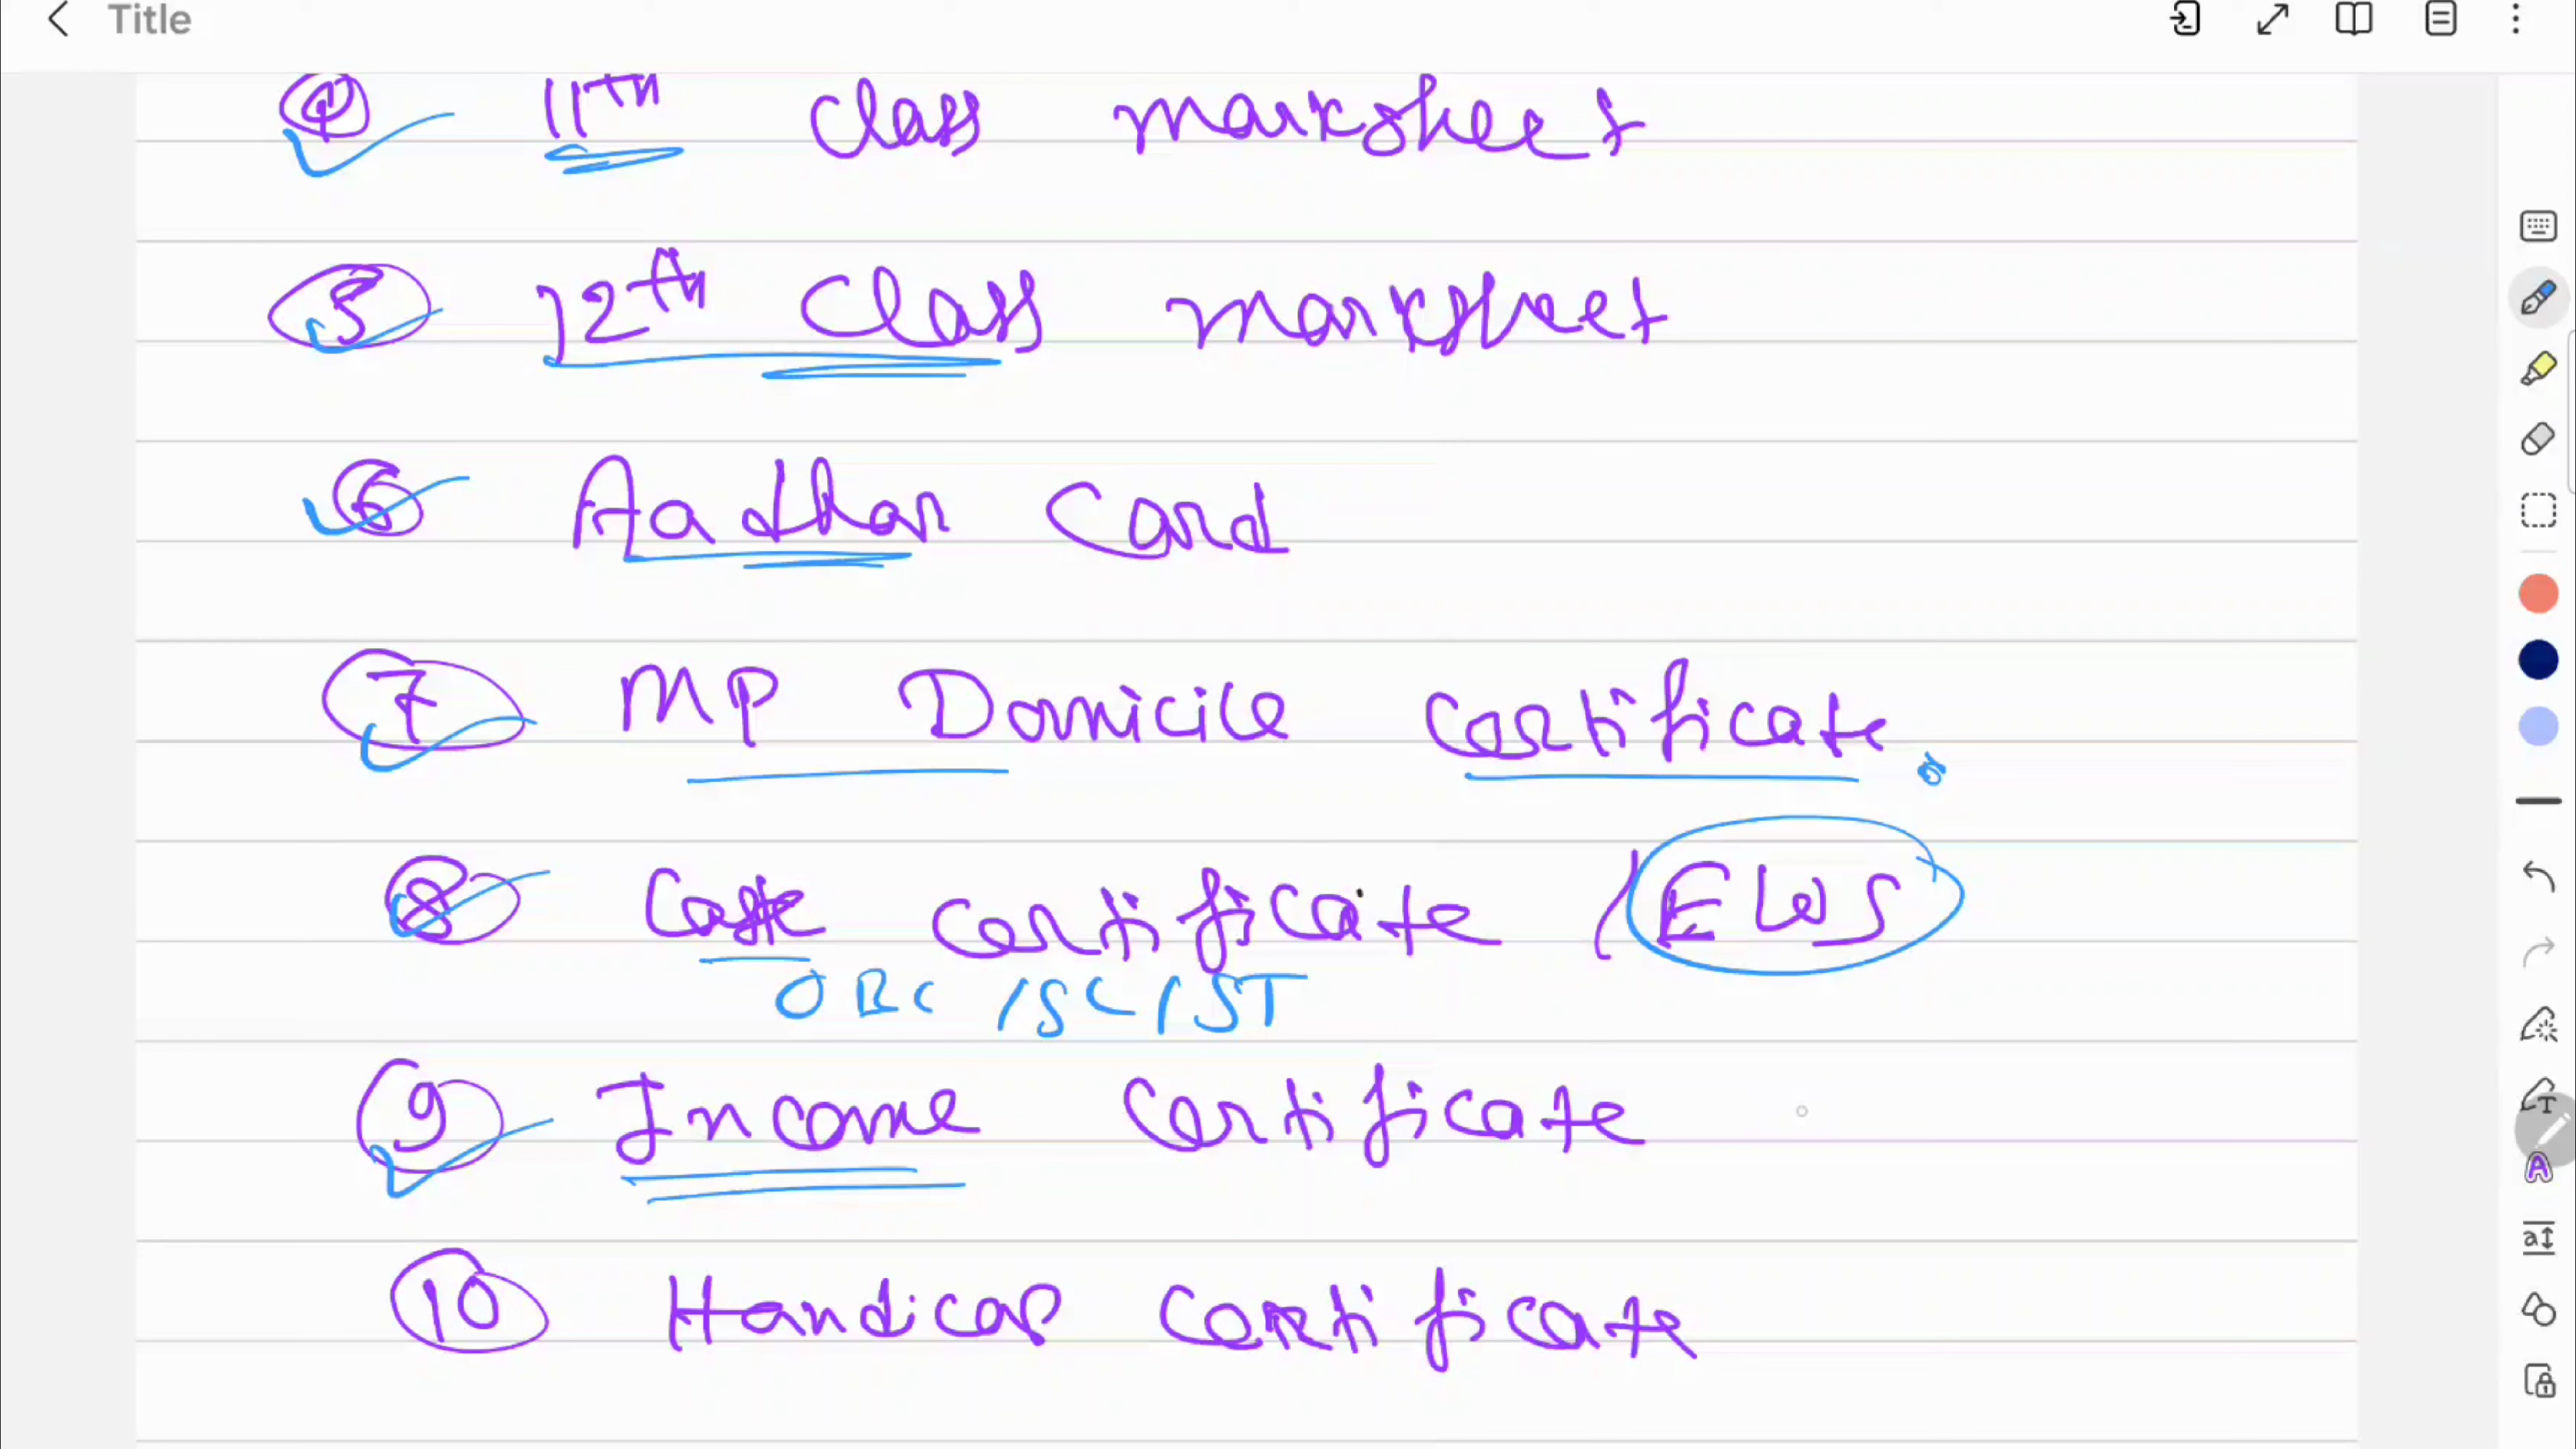 Title
④ 11th class marksheet
⑤ 12th class marksheet
⑥ Aadhar Card
⑦ MP Domicile Certificate.
⑧ Caste Certificate / EWS
OBC / SC / ST
⑨ Income Certificate
⑩ Handicap Certificate